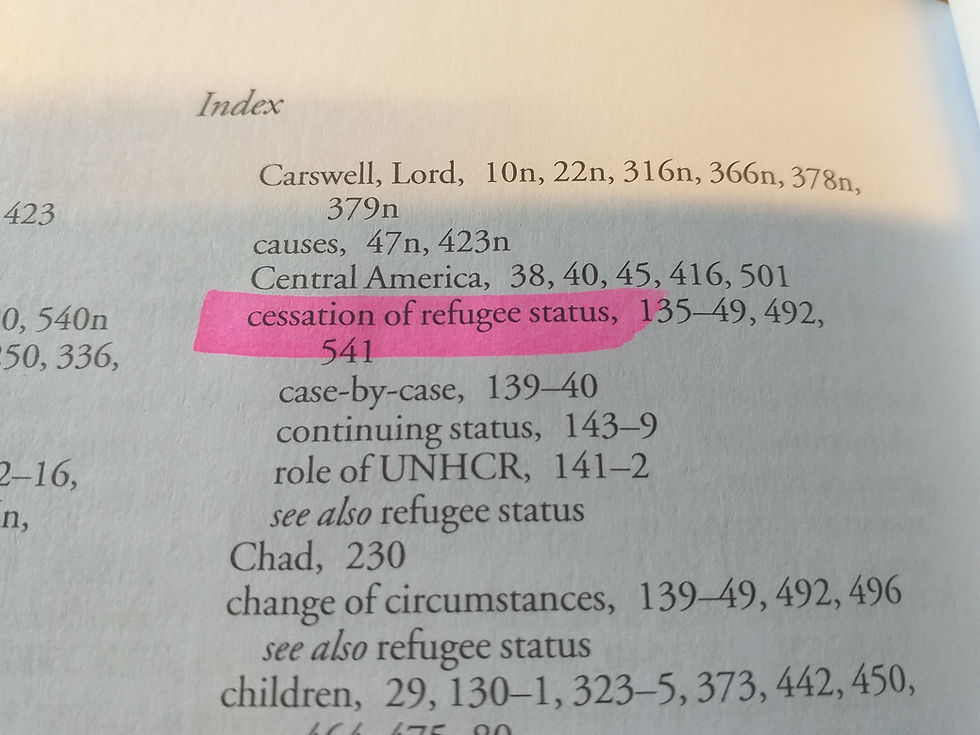 Index
423
0, 540n
50, 336,
2–16,
n,
Carswell, Lord, 10n, 22n, 316n, 366n, 378n,
379n
causes, 47n, 423n
Central America, 38, 40, 45, 416, 501
cessation of refugee status, 135–49, 492,
541
case-by-case, 139–40
continuing status, 143–9
role of UNHCR, 141–2
see also refugee status
Chad, 230
change of circumstances, 139–49, 492, 496
see also refugee status
children, 29, 130–1, 323–5, 373, 442, 450,